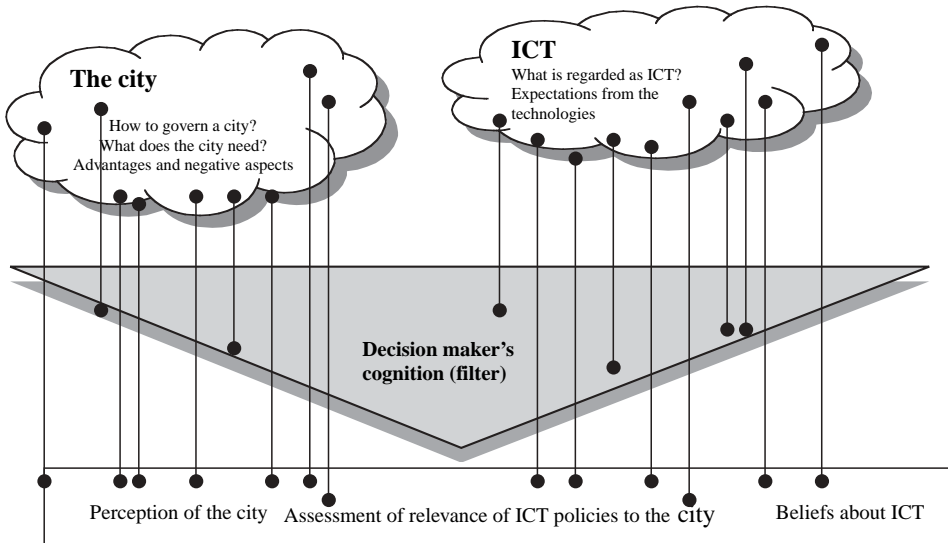 The city
How to govern a city?
What does the city need?
Advantages and negative aspects
ICT
What is regarded as ICT?
Expectations from the
technologies
Decision maker's
cognition (filter)
Perception of the city
Assessment of relevance of ICT policies to the city
Beliefs about ICT